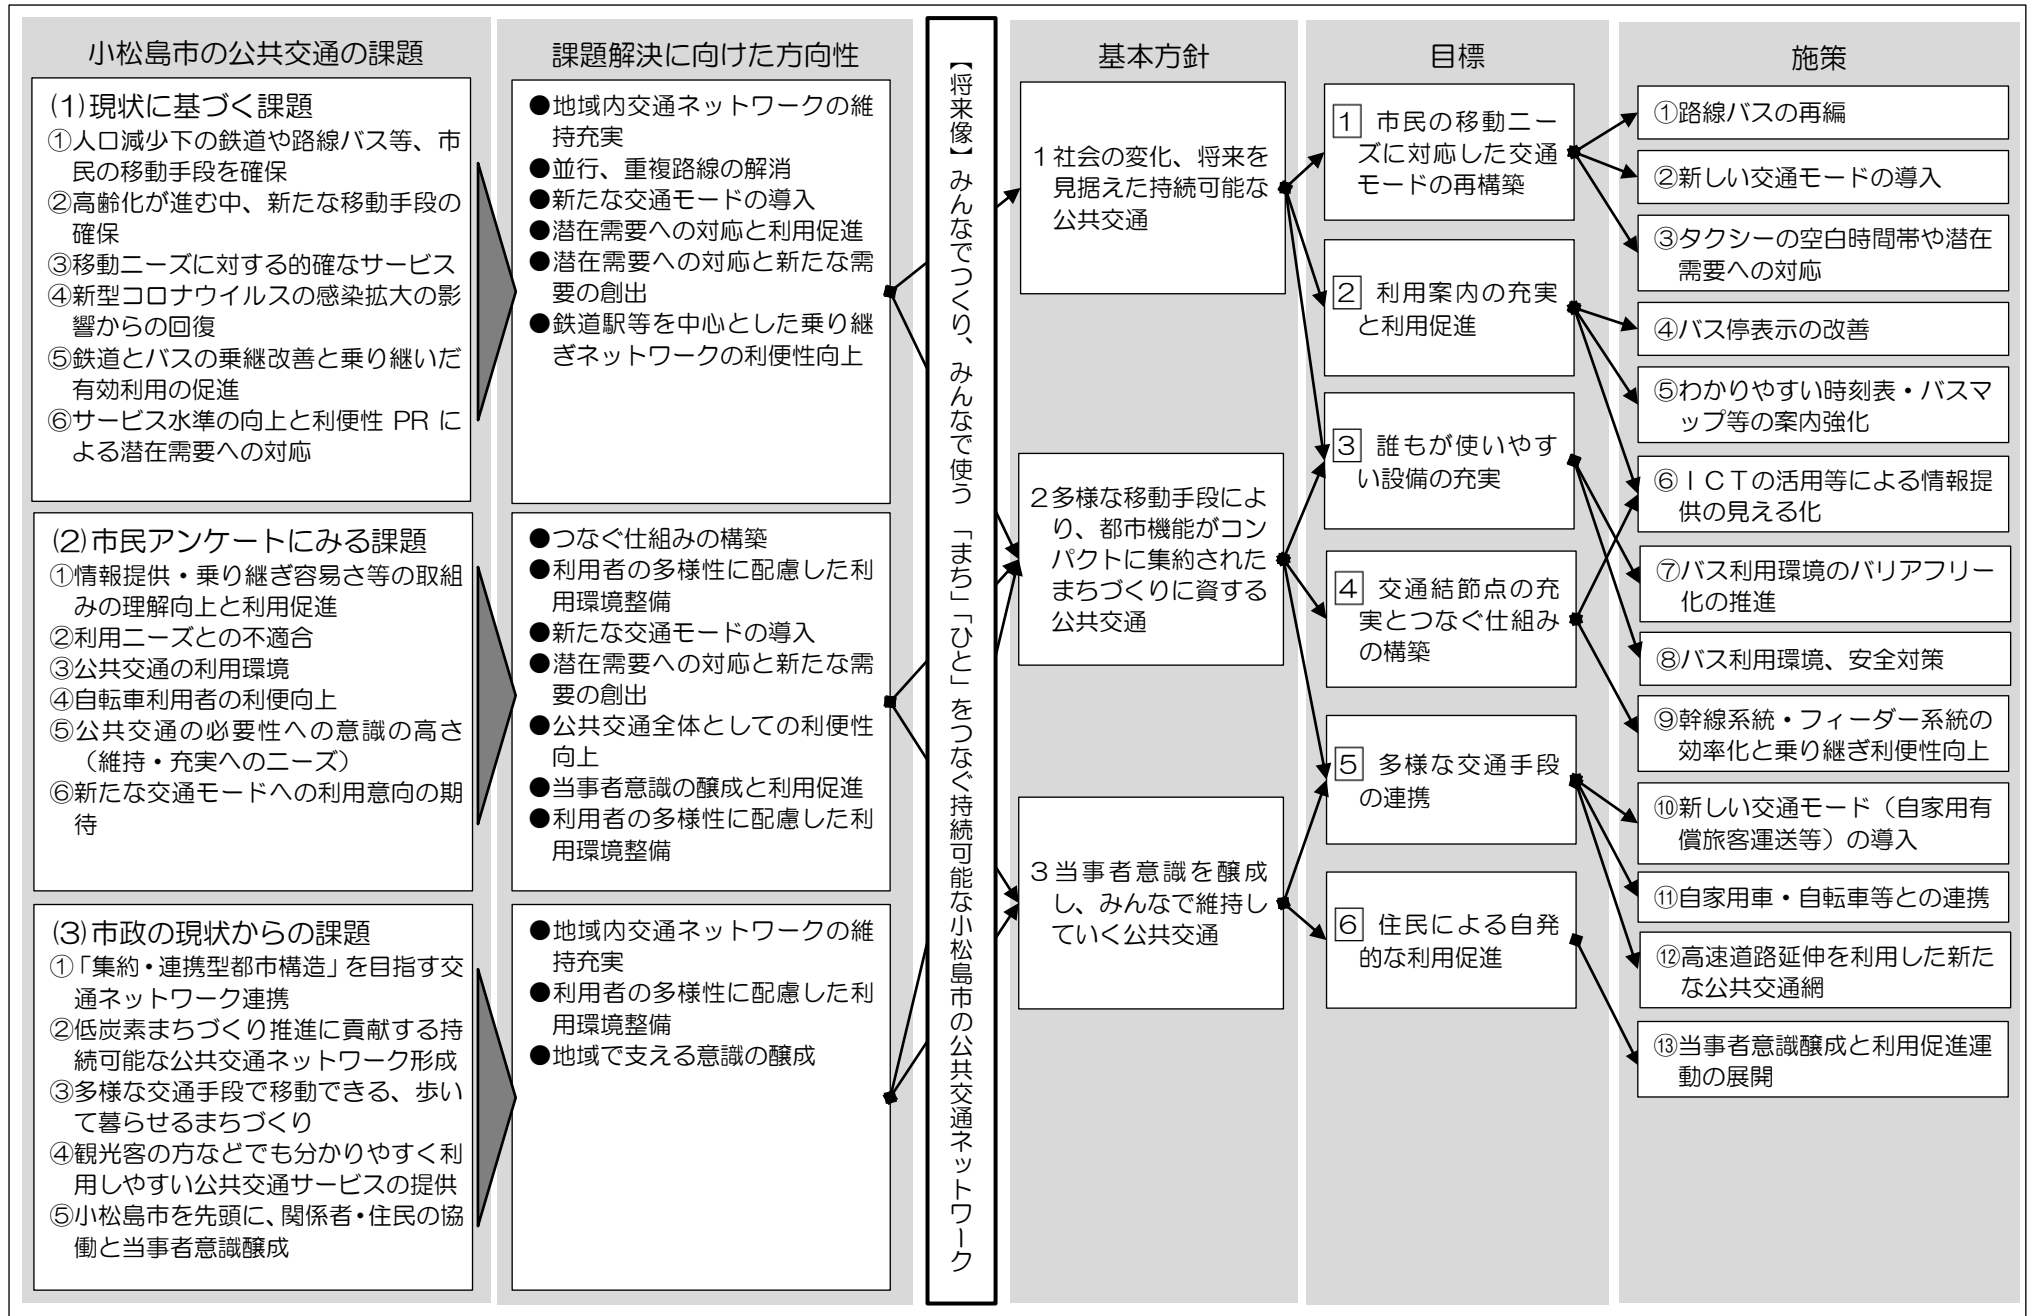 小松島市の公共交通の課題
(1)現状に基づく課題
①人口減少下の鉄道や路線バス等、市
民の移動手段を確保
②高齢化が進む中、新たな移動手段の
確保
③移動ニーズに対する的確なサービス
④新型コロナウイルスの感染拡大の影
響からの回復
⑤鉄道とバスの乗継改善と乗り継いだ
有効利用の促進
⑥サービス水準の向上と利便性 PR に
よる潜在需要への対応
(2)市民アンケートにみる課題
①情報提供・乗り継ぎ容易さ等の取組
みの理解向上と利用促進
②利用ニーズとの不適合
③公共交通の利用環境
④自転車利用者の利便向上
⑤公共交通の必要性への意識の高さ
（維持・充実へのニーズ）
⑥新たな交通モードへの利用意向の期
待
(3)市政の現状からの課題
①「集約・連携型都市構造」を目指す交
通ネットワーク連携
②低炭素まちづくり推進に貢献する持
続可能な公共交通ネットワーク形成
③多様な交通手段で移動できる、歩い
て暮らせるまちづくり
④観光客の方などでも分かりやすく利
用しやすい公共交通サービスの提供
⑤小松島市を先頭に、関係者・住民の協
働と当事者意識醸成
課題解決に向けた方向性
●地域内交通ネットワークの維
持充実
●並行、重複路線の解消
●新たな交通モードの導入
●潜在需要への対応と利用促進
●潜在需要への対応と新たな需
要の創出
●鉄道駅等を中心とした乗り継
ぎネットワークの利便性向上
●つなぐ仕組みの構築
●利用者の多様性に配慮した利
用環境整備
●新たな交通モードの導入
●潜在需要への対応と新たな需
要の創出
●公共交通全体としての利便性
向上
●当事者意識の醸成と利用促進
●利用者の多様性に配慮した利
用環境整備
●地域内交通ネットワークの維
持充実
●利用者の多様性に配慮した利
用環境整備
●地域で支える意識の醸成
【将来像】みんなでつくり、みんなで使う 「まち」「ひと」をつなぐ持続可能な小松島市の公共交通ネットワーク
基本方針
1 社会の変化、将来を
見据えた持続可能な
公共交通
2 多様な移動手段によ
り、都市機能がコン
パクトに集約された
まちづくりに資する
公共交通
3 当事者意識を醸成
し、みんなで維持し
ていく公共交通
目標
1 市民の移動ニー
ズに対応した交通
モードの再構築
2 利用案内の充実
と利用促進
3 誰もが使いやす
い設備の充実
4 交通結節点の充
実とつなぐ仕組み
の構築
5 多様な交通手段
の連携
6 住民による自発
的な利用促進
施策
①路線バスの再編
②新しい交通モードの導入
③タクシーの空白時間帯や潜在
需要への対応
④バス停表示の改善
⑤わかりやすい時刻表・バスマ
ップ等の案内強化
⑥ＩＣＴの活用等による情報提
供の見える化
⑦バス利用環境のバリアフリー
化の推進
⑧バス利用環境、安全対策
⑨幹線系統・フィーダー系統の
効率化と乗り継ぎ利便性向上
⑩新しい交通モード（自家用有
償旅客運送等）の導入
⑪自家用車・自転車等との連携
⑫高速道路延伸を利用した新た
な公共交通網
⑬当事者意識醸成と利用促進運
動の展開